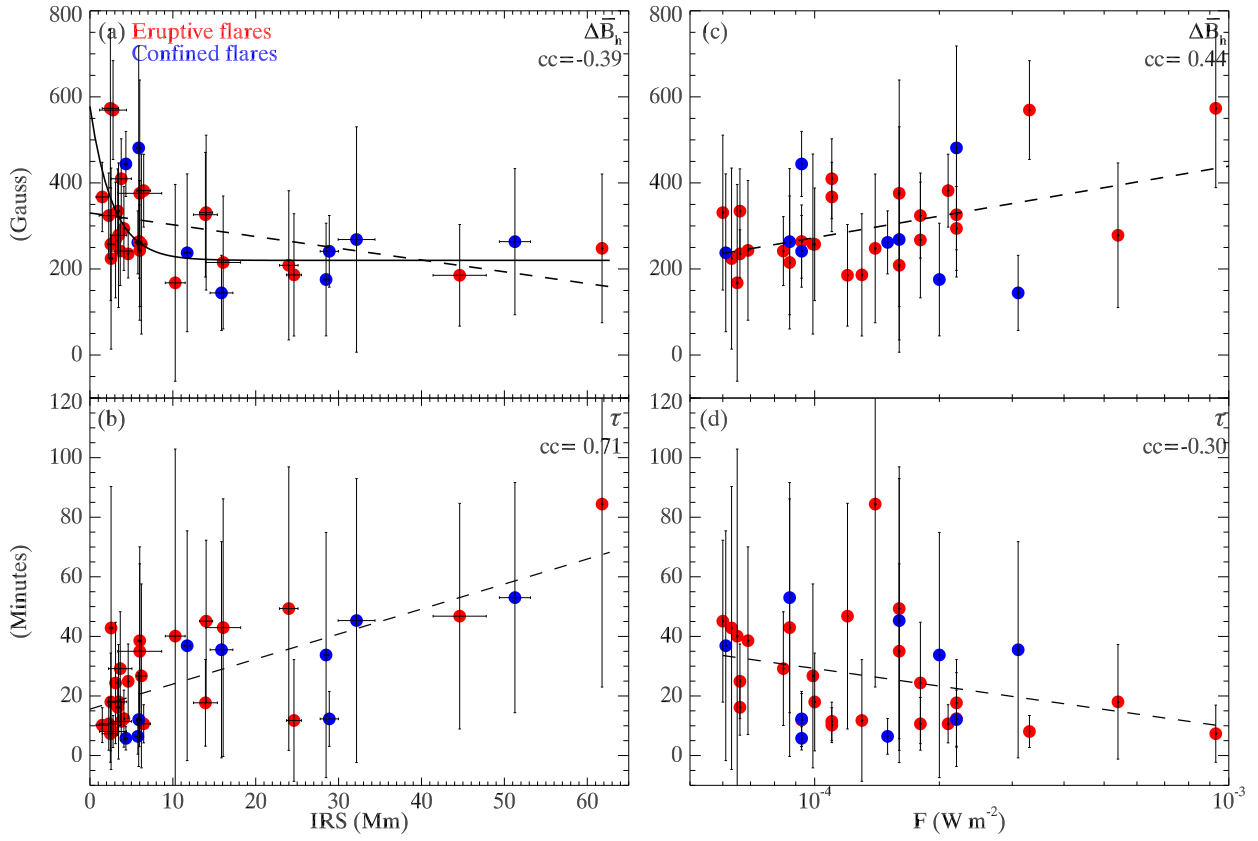 (a) Eruptive flares
Confined flares
ΔB̅ₕ
cc=-0.39
800
600
400
200
0
(Gauss)
(c)
ΔB̅ₕ
cc= 0.44
800
600
400
200
0
(Gauss)
(b)
τ
cc= 0.71
120
100
80
60
40
20
0
(Minutes)
0 10 20 30 40 50 60
IRS (Mm)
(d)
τ
cc=-0.30
120
100
80
60
40
20
0
(Minutes)
10⁻⁴ 10⁻³
F (W m⁻²)